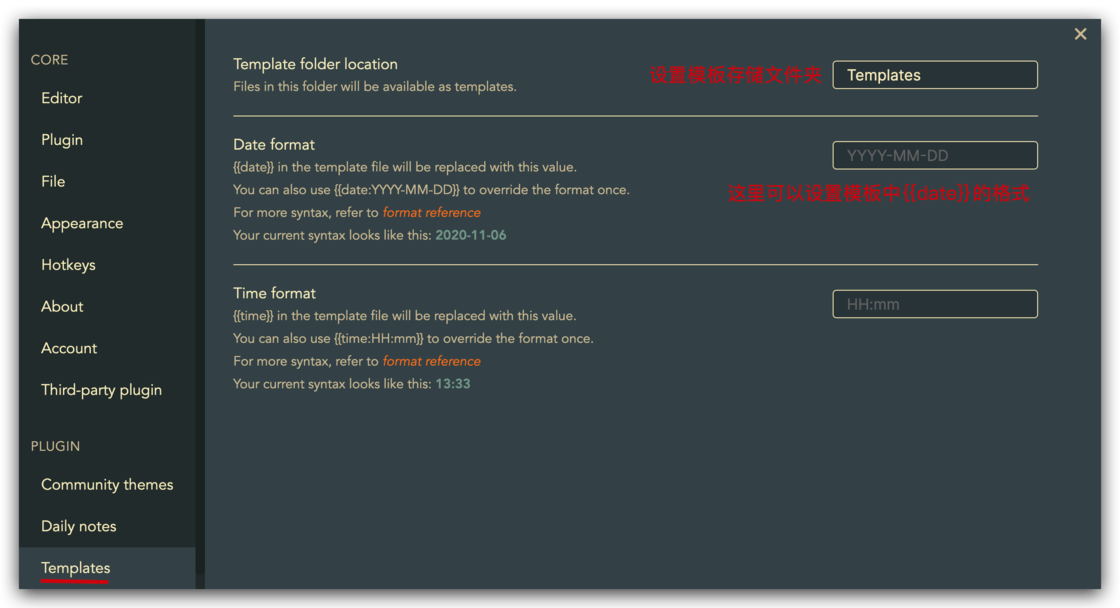 CORE
Editor
Plugin
File
Appearance
Hotkeys
About
Account
Third-party plugin
PLUGIN
Community themes
Daily notes
Templates
Template folder location
Files in this folder will be available as templates.
设置模板存储文件夹
Templates
Date format
{{date}} in the template file will be replaced with this value.
You can also use {{date:YYYY-MM-DD}} to override the format once.
For more syntax, refer to format reference
Your current syntax looks like this: 2020-11-06
YYYY-MM-DD
这里可以设置模板中{{date}}的格式
Time format
{{time}} in the template file will be replaced with this value.
You can also use {{time:HH:mm}} to override the format once.
For more syntax, refer to format reference
Your current syntax looks like this: 13:33
HH:mm